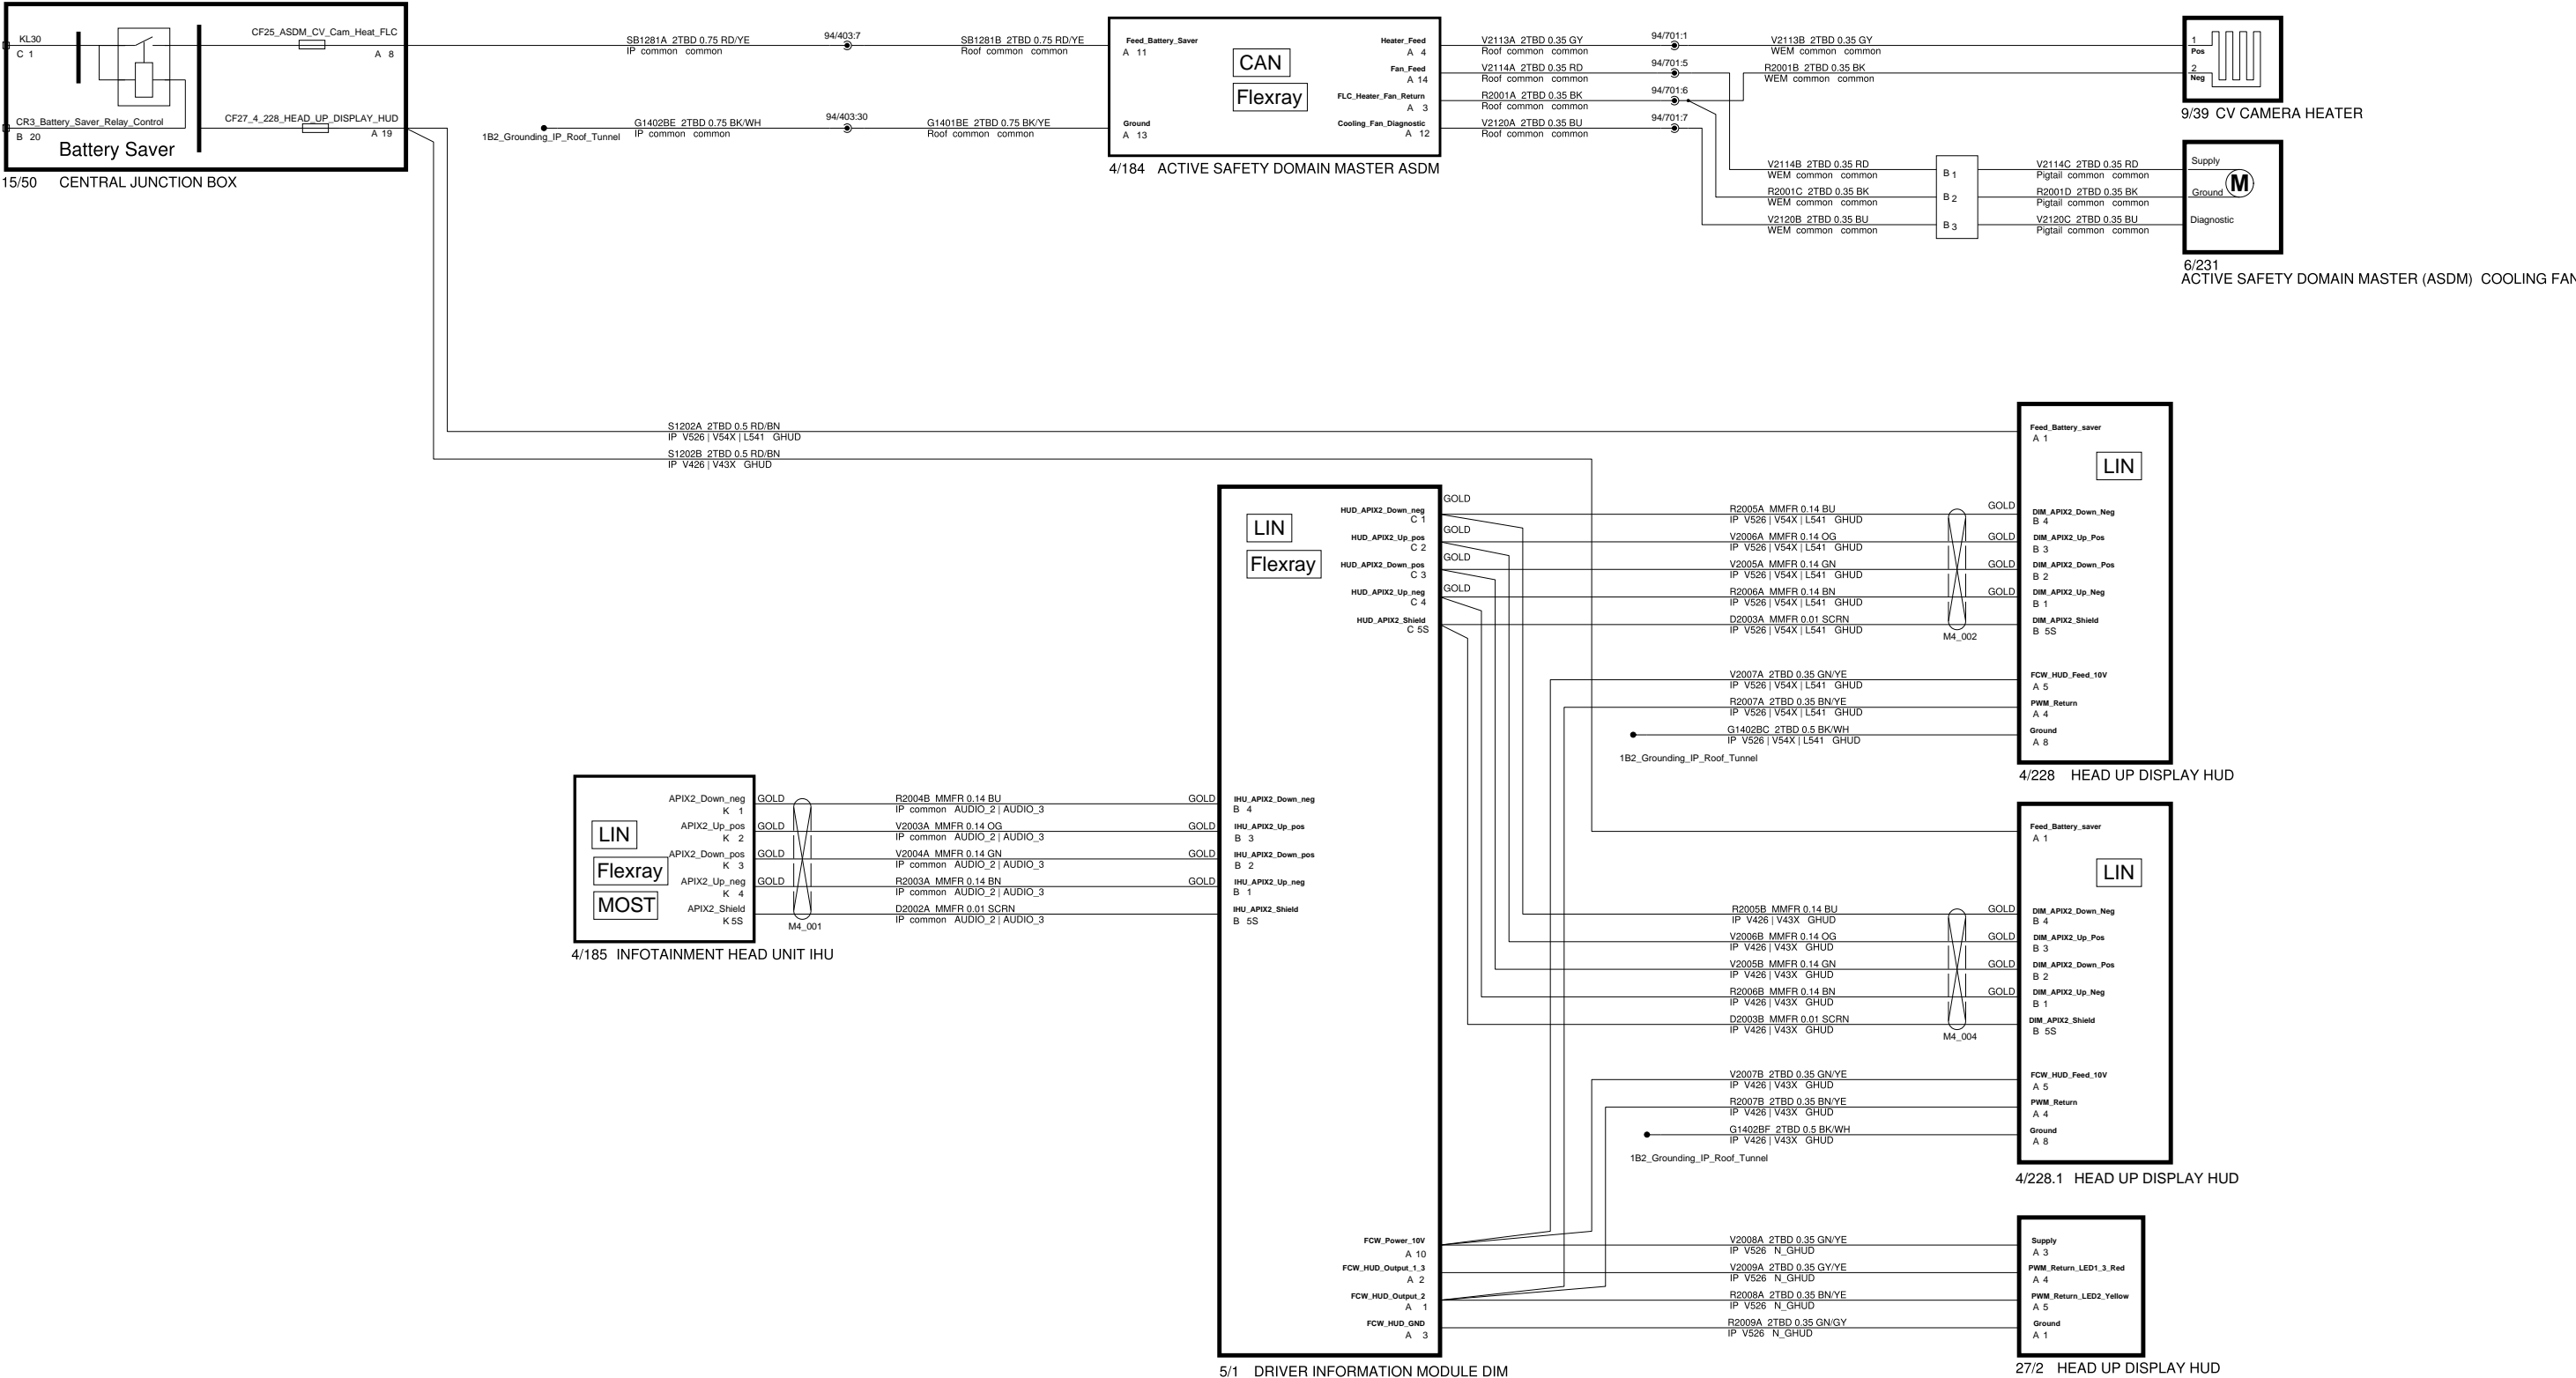 KL30
C 1
CF25_ASDM_CV_Cam_Heat_FLC
A 8
CR3_Battery_Saver_Relay_Control
B 20
CF27_4_228_HEAD_UP_DISPLAY_HUD
A 19
Battery Saver
15/50 CENTRAL JUNCTION BOX
SB1281A 2TBD 0.75 RD/YE
IP common common
94/403:7
SB1281B 2TBD 0.75 RD/YE
Roof common common
1B2_Grounding_IP_Roof_Tunnel
G1402BE 2TBD 0.75 BK/WH
IP common common
94/403:30
G1401BE 2TBD 0.75 BK/YE
Roof common common
Feed_Battery_Saver
A 11
CAN
Flexray
Ground
A 13
Heater_Feed
A 4
Fan_Feed
A 14
FLC_Heater_Fan_Return
A 3
Cooling_Fan_Diagnostic
A 12
4/184 ACTIVE SAFETY DOMAIN MASTER ASDM
V2113A 2TBD 0.35 GY
Roof common common
V2114A 2TBD 0.35 RD
Roof common common
R2001A 2TBD 0.35 BK
Roof common common
V2120A 2TBD 0.35 BU
Roof common common
94/701:1
94/701:5
94/701:6
94/701:7
V2113B 2TBD 0.35 GY
WEM common common
R2001B 2TBD 0.35 BK
WEM common common
1
Pos
2
Neg
9/39 CV CAMERA HEATER
V2114B 2TBD 0.35 RD
WEM common common
R2001C 2TBD 0.35 BK
WEM common common
V2120B 2TBD 0.35 BU
WEM common common
B 1
B 2
B 3
V2114C 2TBD 0.35 RD
Pigtail common common
R2001D 2TBD 0.35 BK
Pigtail common common
V2120C 2TBD 0.35 BU
Pigtail common common
Supply
Ground
M
Diagnostic
6/231
ACTIVE SAFETY DOMAIN MASTER (ASDM) COOLING FAN
S1202A 2TBD 0.5 RD/BN
IP V526 | V54X | L541 GHUD
S1202B 2TBD 0.5 RD/BN
IP V426 | V43X GHUD
LIN
Flexray
HUD_APIX2_Down_neg
C 1
HUD_APIX2_Up_pos
C 2
HUD_APIX2_Down_pos
C 3
HUD_APIX2_Up_neg
C 4
HUD_APIX2_Shield
C 5S
GOLD
GOLD
GOLD
GOLD
R2005A MMFR 0.14 BU
IP V526 | V54X | L541 GHUD
V2006A MMFR 0.14 OG
IP V526 | V54X | L541 GHUD
V2005A MMFR 0.14 GN
IP V526 | V54X | L541 GHUD
R2006A MMFR 0.14 BN
IP V526 | V54X | L541 GHUD
D2003A MMFR 0.01 SCRN
IP V526 | V54X | L541 GHUD
M4_002
GOLD
GOLD
GOLD
GOLD
V2007A 2TBD 0.35 GN/YE
IP V526 | V54X | L541 GHUD
R2007A 2TBD 0.35 BN/YE
IP V526 | V54X | L541 GHUD
G1402BC 2TBD 0.5 BK/WH
IP V526 | V54X | L541 GHUD
1B2_Grounding_IP_Roof_Tunnel
Feed_Battery_saver
A 1
LIN
DIM_APIX2_Down_Neg
B 4
DIM_APIX2_Up_Pos
B 3
DIM_APIX2_Down_Pos
B 2
DIM_APIX2_Up_Neg
B 1
DIM_APIX2_Shield
B 5S
FCW_HUD_Feed_10V
A 5
PWM_Return
A 4
Ground
A 8
4/228 HEAD UP DISPLAY HUD
LIN
Flexray
MOST
APIX2_Down_neg
K 1
APIX2_Up_pos
K 2
APIX2_Down_pos
K 3
APIX2_Up_neg
K 4
APIX2_Shield
K 5S
4/185 INFOTAINMENT HEAD UNIT IHU
GOLD
GOLD
GOLD
GOLD
M4_001
R2004B MMFR 0.14 BU
IP common AUDIO_2 | AUDIO_3
V2003A MMFR 0.14 OG
IP common AUDIO_2 | AUDIO_3
V2004A MMFR 0.14 GN
IP common AUDIO_2 | AUDIO_3
R2003A MMFR 0.14 BN
IP common AUDIO_2 | AUDIO_3
D2002A MMFR 0.01 SCRN
IP common AUDIO_2 | AUDIO_3
GOLD
GOLD
GOLD
GOLD
IHU_APIX2_Down_neg
B 4
IHU_APIX2_Up_pos
B 3
IHU_APIX2_Down_pos
B 2
IHU_APIX2_Up_neg
B 1
IHU_APIX2_Shield
B 5S
R2005B MMFR 0.14 BU
IP V426 | V43X GHUD
V2006B MMFR 0.14 OG
IP V426 | V43X GHUD
V2005B MMFR 0.14 GN
IP V426 | V43X GHUD
R2006B MMFR 0.14 BN
IP V426 | V43X GHUD
D2003B MMFR 0.01 SCRN
IP V426 | V43X GHUD
M4_004
GOLD
GOLD
GOLD
GOLD
V2007B 2TBD 0.35 GN/YE
IP V426 | V43X GHUD
R2007B 2TBD 0.35 BN/YE
IP V426 | V43X GHUD
G1402BF 2TBD 0.5 BK/WH
IP V426 | V43X GHUD
1B2_Grounding_IP_Roof_Tunnel
Feed_Battery_saver
A 1
LIN
DIM_APIX2_Down_Neg
B 4
DIM_APIX2_Up_Pos
B 3
DIM_APIX2_Down_Pos
B 2
DIM_APIX2_Up_Neg
B 1
DIM_APIX2_Shield
B 5S
FCW_HUD_Feed_10V
A 5
PWM_Return
A 4
Ground
A 8
4/228.1 HEAD UP DISPLAY HUD
FCW_Power_10V
A 10
FCW_HUD_Output_1_3
A 2
FCW_HUD_Output_2
A 1
FCW_HUD_GND
A 3
5/1 DRIVER INFORMATION MODULE DIM
V2008A 2TBD 0.35 GN/YE
IP V526 N_GHUD
V2009A 2TBD 0.35 GY/YE
IP V526 N_GHUD
R2008A 2TBD 0.35 BN/YE
IP V526 N_GHUD
R2009A 2TBD 0.35 GN/GY
IP V526 N_GHUD
Supply
A 3
PWM_Return_LED1_3_Red
A 4
PWM_Return_LED2_Yellow
A 5
Ground
A 1
27/2 HEAD UP DISPLAY HUD